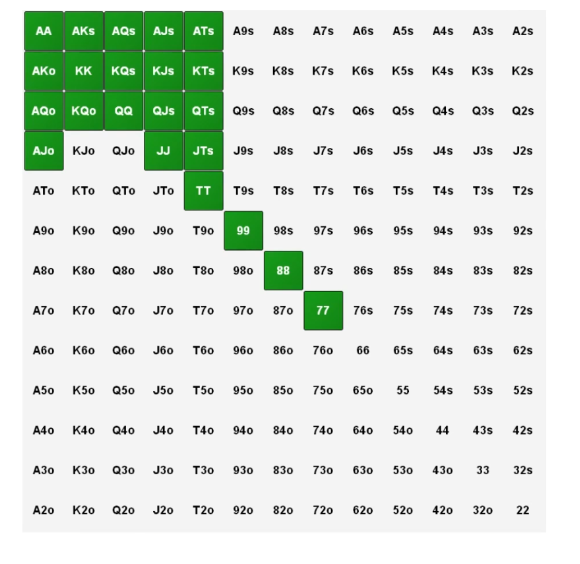 AA AKs AQs AJs ATs A9s A8s A7s A6s A5s A4s A3s A2s
AKo KK KQs KJs KTs K9s K8s K7s K6s K5s K4s K3s K2s
AQo KQo QQ QJs QTs Q9s Q8s Q7s Q6s Q5s Q4s Q3s Q2s
AJo KJo QJo JJ JTs J9s J8s J7s J6s J5s J4s J3s J2s
ATo KTo QTo JTo TT T9s T8s T7s T6s T5s T4s T3s T2s
A9o K9o Q9o J9o T9o 99 98s 97s 96s 95s 94s 93s 92s
A8o K8o Q8o J8o T8o 98o 88 87s 86s 85s 84s 83s 82s
A7o K7o Q7o J7o T7o 97o 87o 77 76s 75s 74s 73s 72s
A6o K6o Q6o J6o T6o 96o 86o 76o 66 65s 64s 63s 62s
A5o K5o Q5o J5o T5o 95o 85o 75o 65o 55 54s 53s 52s
A4o K4o Q4o J4o T4o 94o 84o 74o 64o 54o 44 43s 42s
A3o K3o Q3o J3o T3o 93o 83o 73o 63o 53o 43o 33 32s
A2o K2o Q2o J2o T2o 92o 82o 72o 62o 52o 42o 32o 22